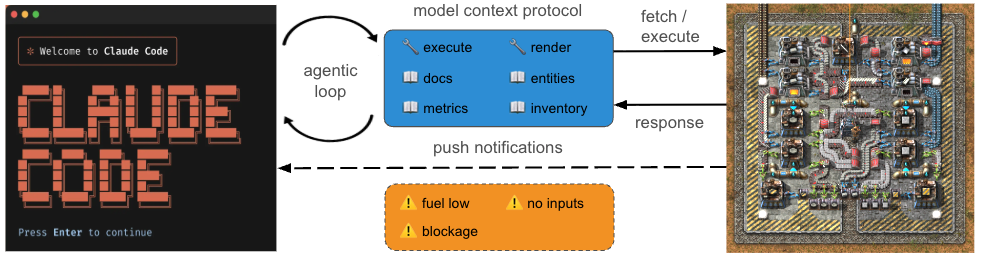 ✻ Welcome to Claude Code
CLAUDE
CODE
Press Enter to continue
agentic
loop
model context protocol
execute
render
docs
entities
metrics
inventory
fetch /
execute
response
push notifications
fuel low
no inputs
blockage